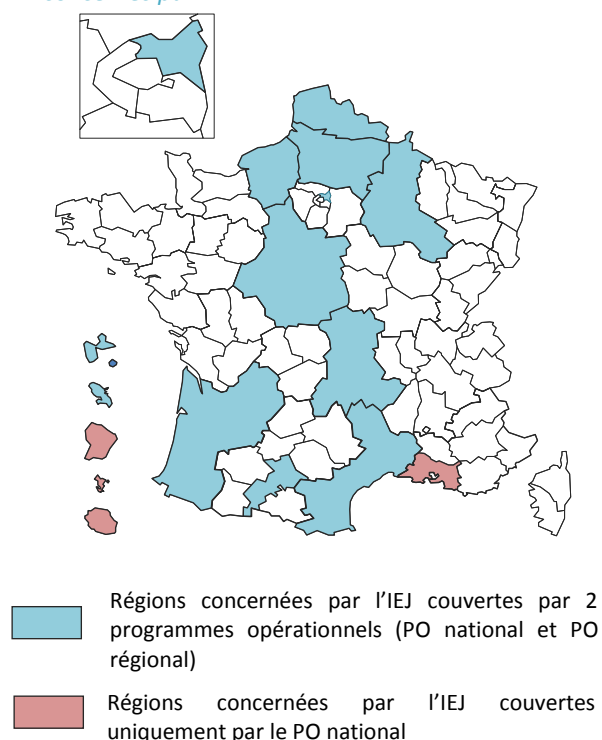 Régions concernées par l’IEJ couvertes par 2
programmes opérationnels (PO national et PO
régional)
Régions concernées par l’IEJ couvertes
uniquement par le PO national